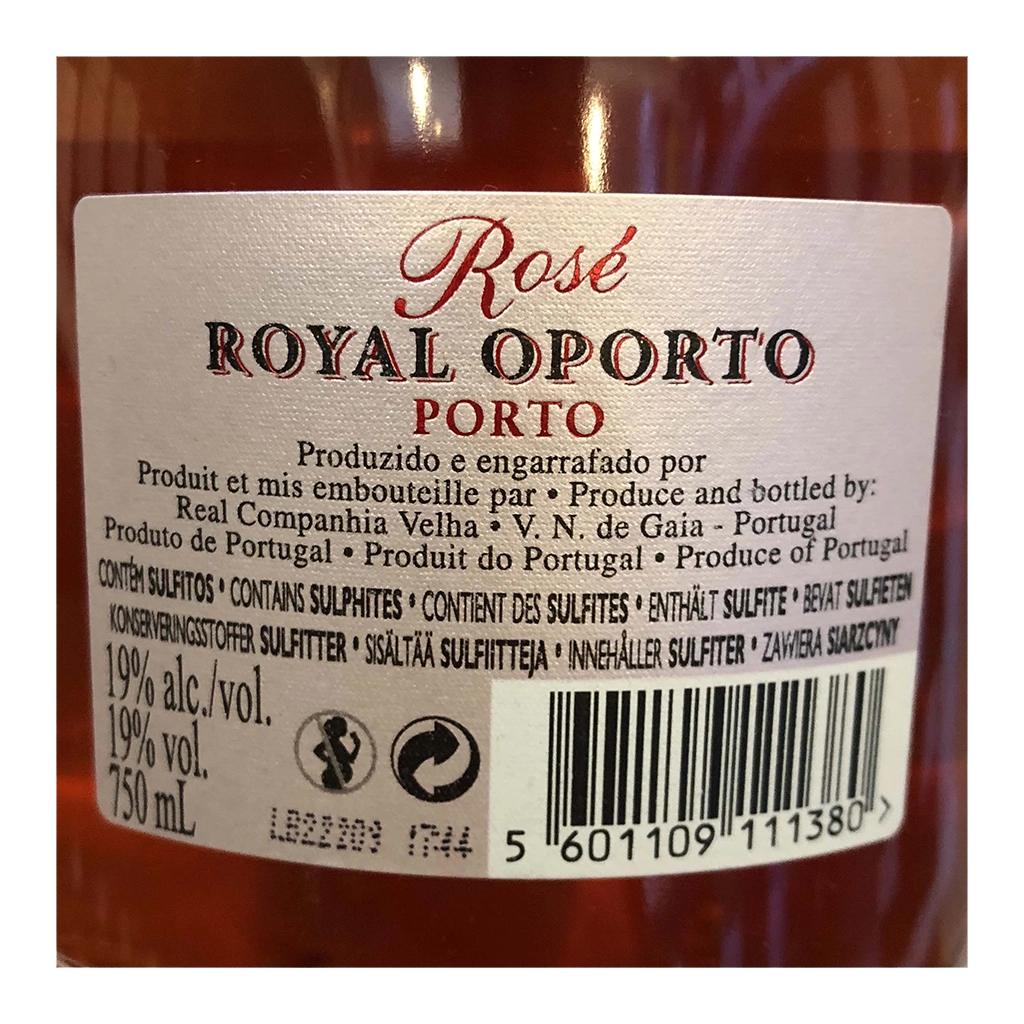 Rosé
ROYAL OPORTO
PORTO
Produzido e engarrafado por
Produit et mis embouteille par • Produce and bottled by:
Real Companhia Velha • V. N. de Gaia - Portugal
Produto de Portugal • Produit do Portugal • Produce of Portugal
CONTÉM SULFITOS • CONTAINS SULPHITES • CONTIENT DES SULFITES • ENTHÄLT SULFITE • BEVAT SULFIETEN
KONSERVERINGSSTOFFER SULFITTER • SISÄLTÄÄ SULFIITTEJA • INNEHÅLLER SULFITER • ZAWIERA SIARZCYNY
19% alc./vol.
19% vol.
750 mL
LB22209 17:44
5 601109 111380 >